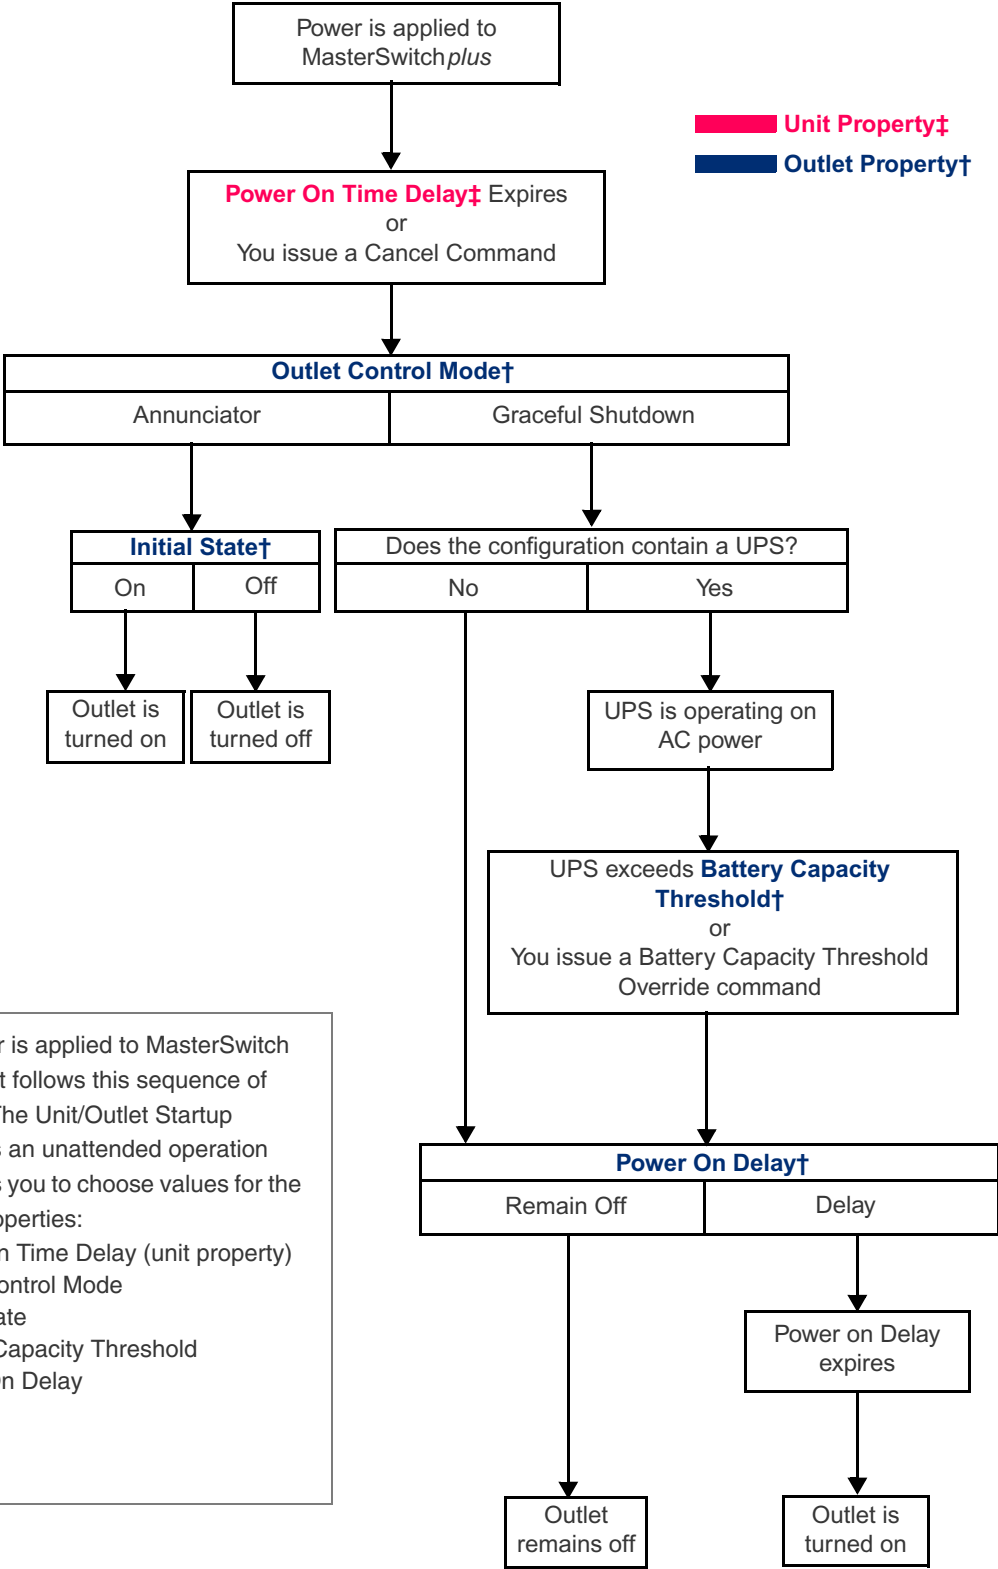 Power is applied to
MasterSwitch plus
Unit Property‡
Outlet Property†
Power On Time Delay‡ Expires
or
You issue a Cancel Command
Outlet Control Mode†
Annunciator
Graceful Shutdown
Initial State†
On
Off
Does the configuration contain a UPS?
No
Yes
Outlet is
turned on
Outlet is
turned off
UPS is operating on
AC power
UPS exceeds Battery Capacity
Threshold†
or
You issue a Battery Capacity Threshold
Override command
is applied to MasterSwitch
follows this sequence of
The Unit/Outlet Startup
an unattended operation
you to choose values for the
Time Delay (unit property)
Mode
Capacity Threshold
Delay
Power On Delay†
Remain Off
Delay
Power on Delay
expires
Outlet
remains off
Outlet is
turned on